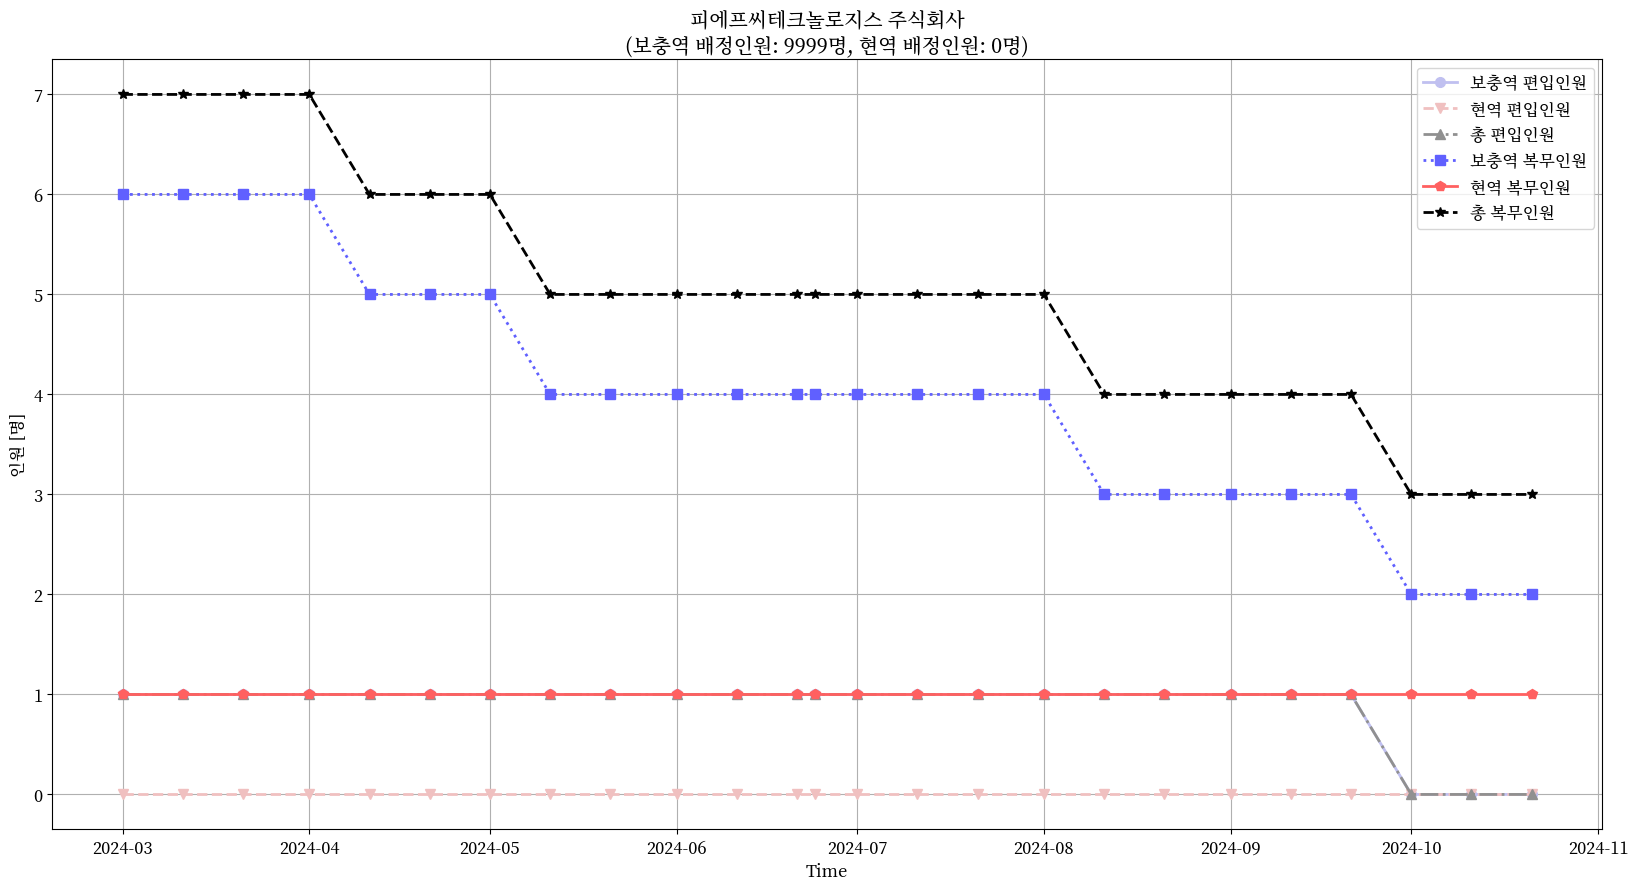 피에프씨테크놀로지스 주식회사
(보충역 배정인원: 9999명, 현역 배정인원: 0명)
보충역 편입인원
현역 편입인원
총 편입인원
보충역 복무인원
현역 복무인원
총 복무인원
인원 [명]
7
6
5
4
3
2
1
0
2024-03 2024-04 2024-05 2024-06 2024-07 2024-08 2024-09 2024-10 2024-11
Time